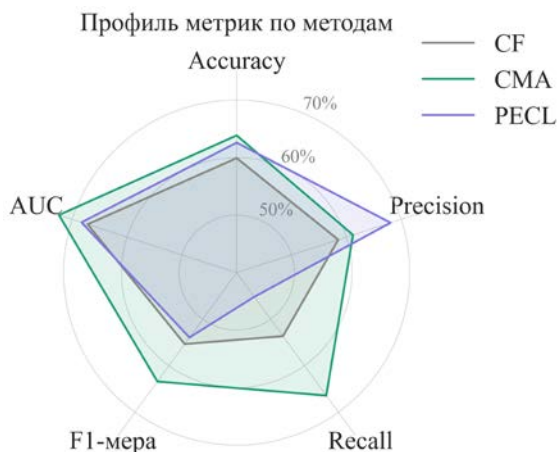 Профиль метрик по методам
CF
CMA
PECL
Accuracy
70%
60%
50%
AUC
Precision
F1-мера
Recall